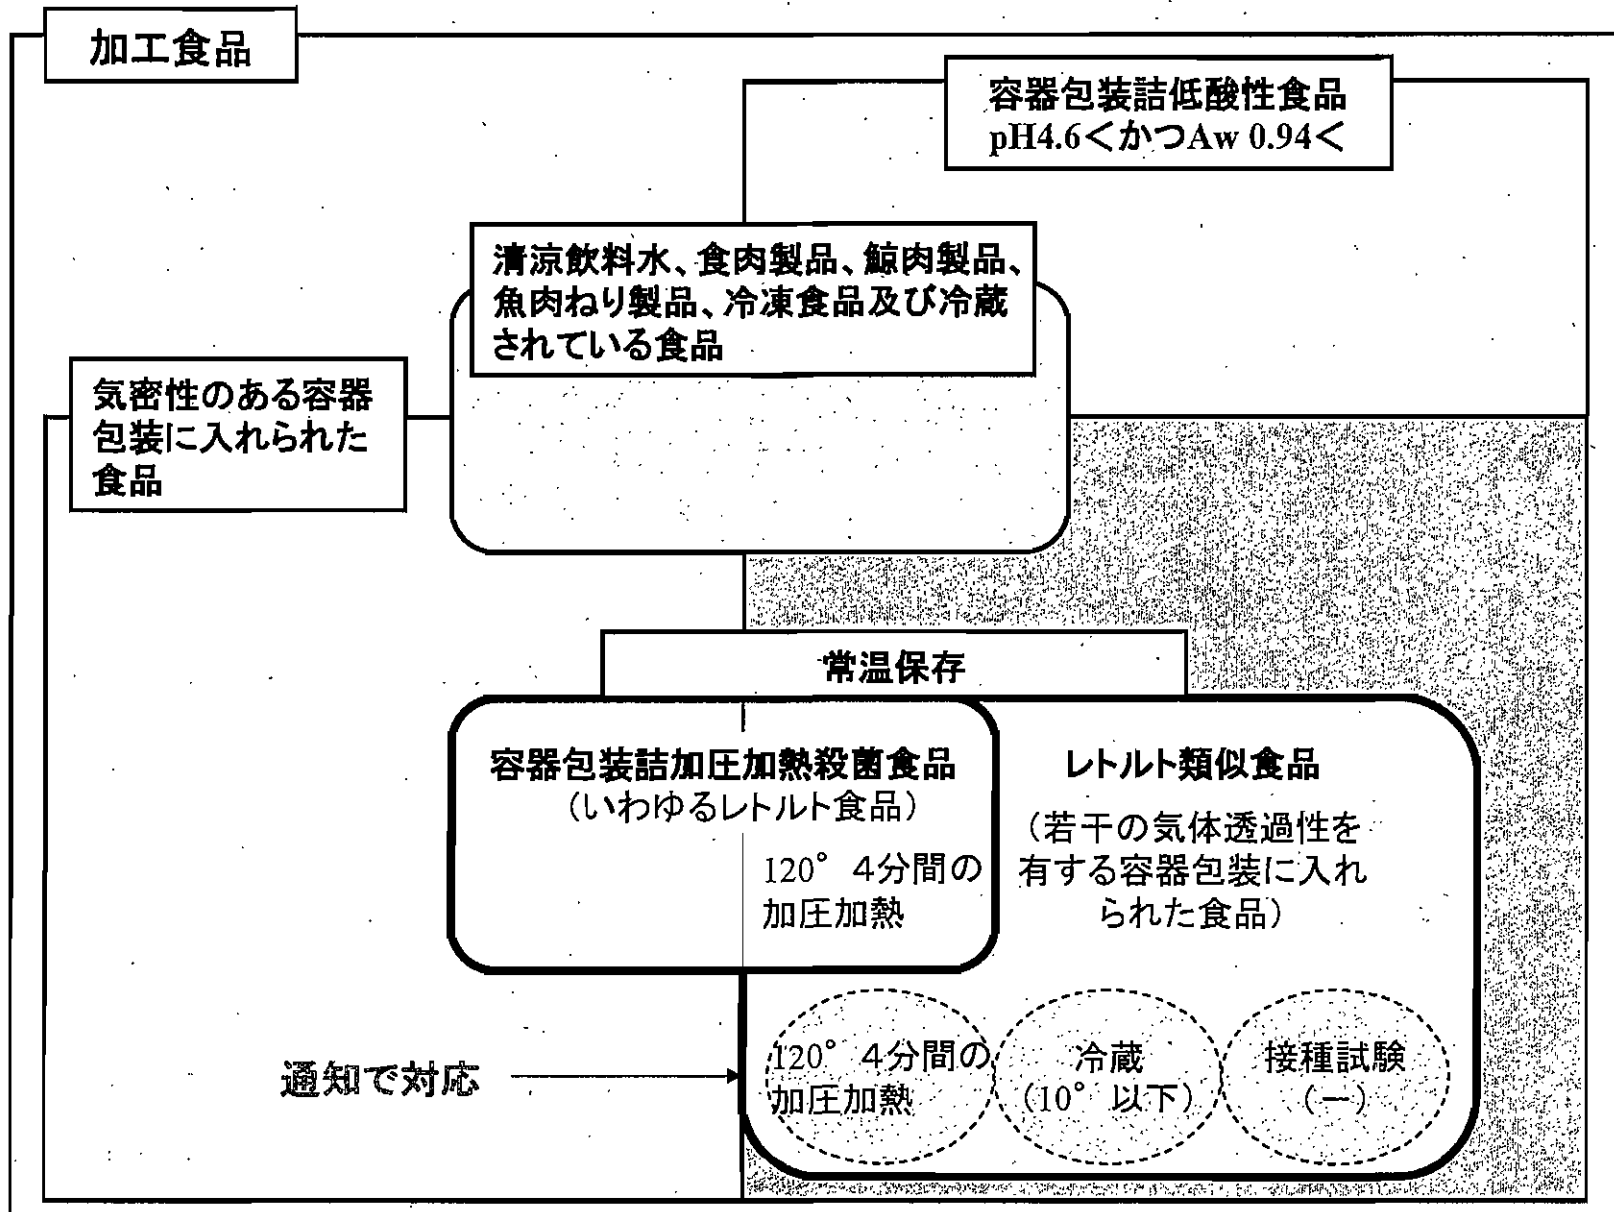 加工食品
容器包装詰低酸性食品
pH4.6<かつAw 0.94<
清涼飲料水、食肉製品、鯨肉製品、
魚肉ねり製品、冷凍食品及び冷蔵
されている食品
気密性のある容器
包装に入れられた
食品
常温保存
容器包装詰加圧加熱殺菌食品
（いわゆるレトルト食品）
120°４分間の
加圧加熱
レトルト類似食品
（若干の気体透過性を
有する容器包装に入れ
られた食品）
通知で対応
120°４分間の
加圧加熱
冷蔵
（10°以下）
接種試験
（－）